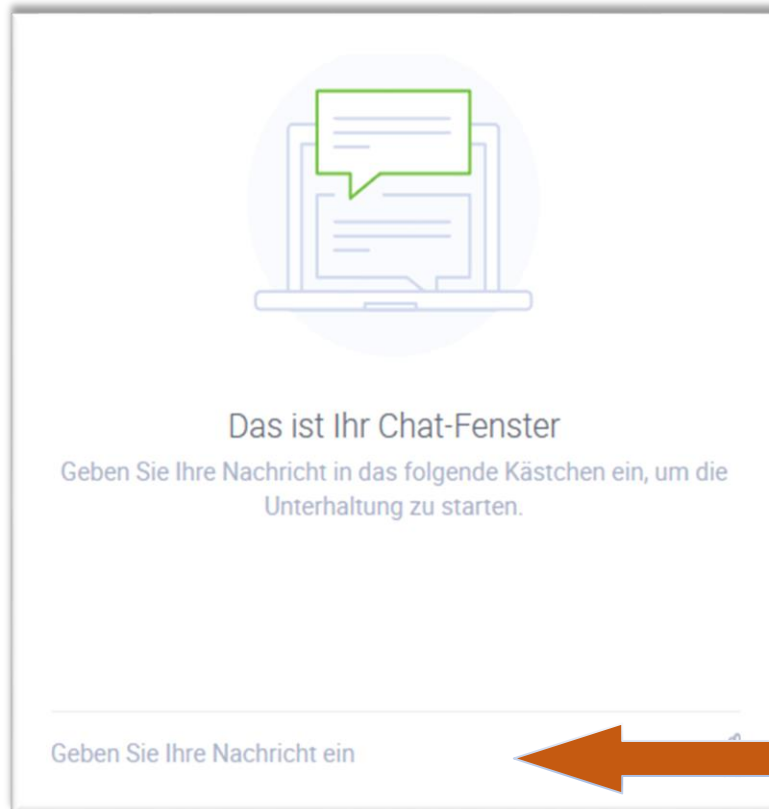 Das ist Ihr Chat-Fenster
Geben Sie Ihre Nachricht in das folgende Kästchen ein, um die
Unterhaltung zu starten.
Geben Sie Ihre Nachricht ein